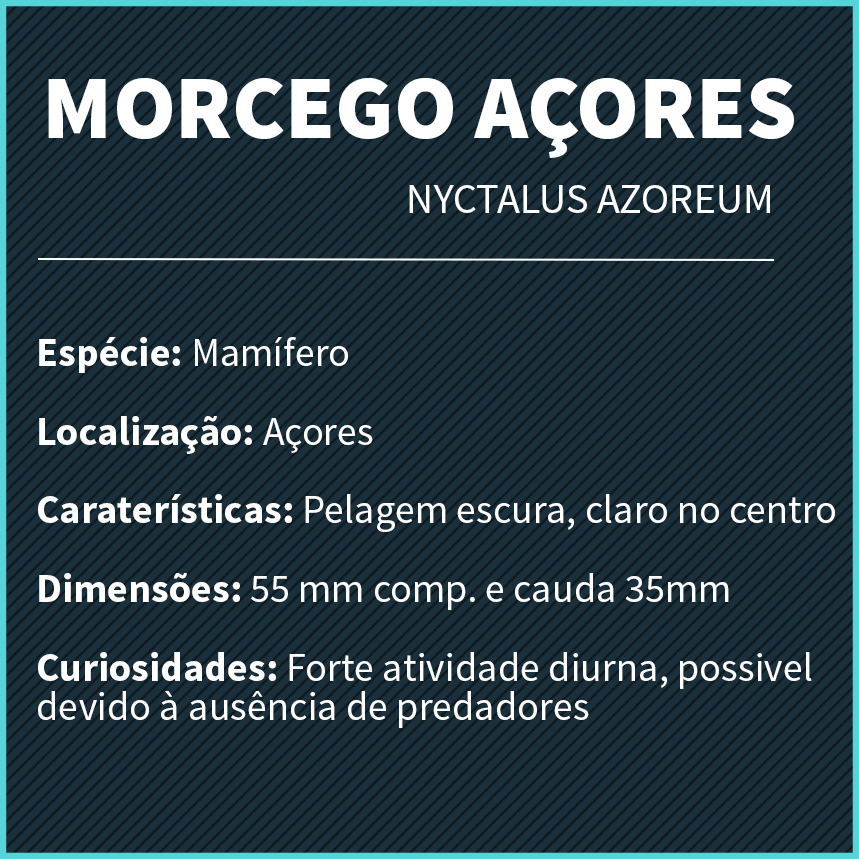 MORCEGO AÇORES
NYCTALUS AZOREUM
Espécie: Mamífero
Localização: Açores
Caraterísticas: Pelagem escura, claro no centro
Dimensões: 55 mm comp. e cauda 35mm
Curiosidades: Forte atividade diurna, possivel
devido à ausência de predadores